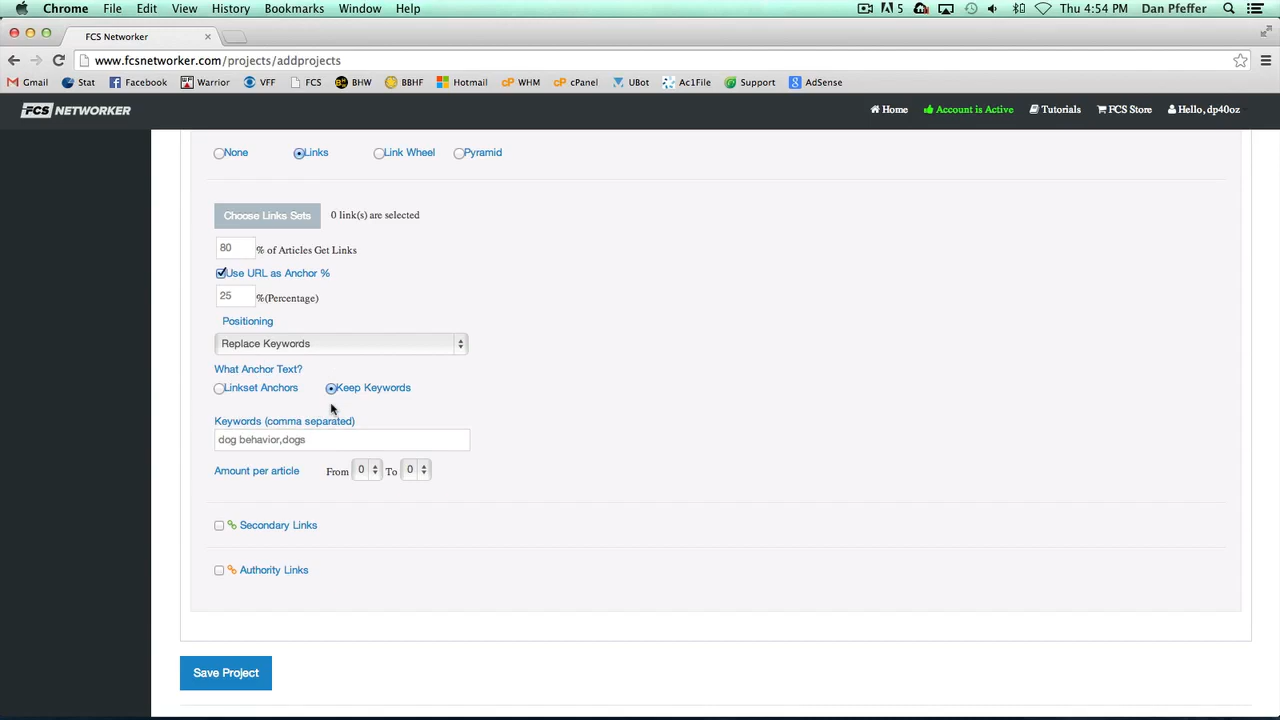 Chrome File Edit View History Bookmarks Window Help 5 Thu 4:54 PM Dan Pfeffer
FCS Networker
www.fcsnetworker.com/projects/addprojects
Gmail Stat Facebook Warrior VFF FCS BHW BBHF Hotmail WHM cPanel UBot Ac1File Support AdSense
FCS NETWORKER Home Account is Active Tutorials FCS Store Hello, dp40oz
None Links Link Wheel Pyramid
Choose Links Sets 0 link(s) are selected
80 % of Articles Get Links
Use URL as Anchor %
25 %(Percentage)
Positioning
Replace Keywords
What Anchor Text?
Linkset Anchors Keep Keywords
Keywords (comma separated)
dog behavior,dogs
Amount per article From 0 To 0
Secondary Links
Authority Links
Save Project